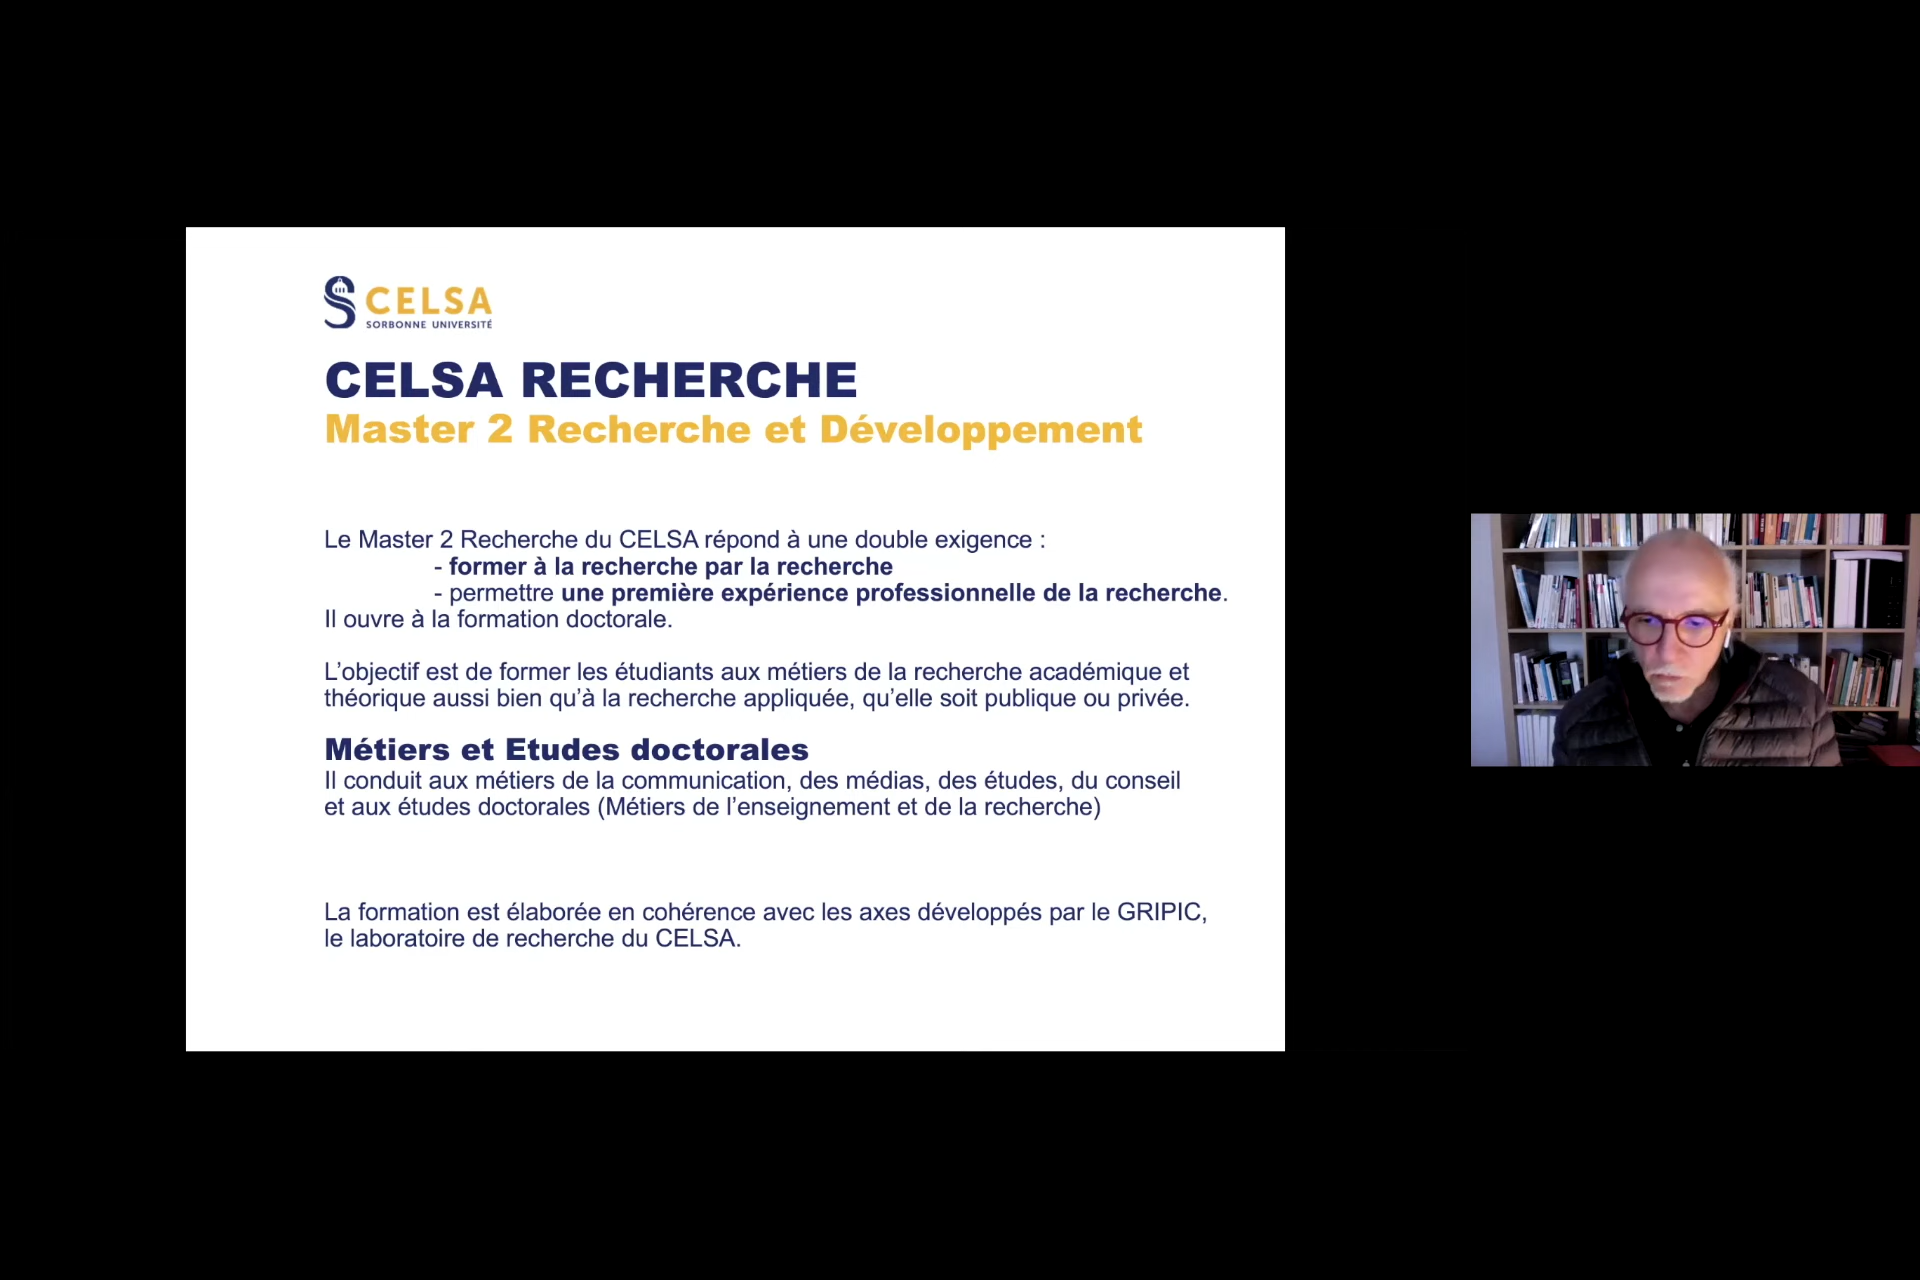 CELSA
SORBONNE UNIVERSITÉ
CELSA RECHERCHE
Master 2 Recherche et Développement
Le Master 2 Recherche du CELSA répond à une double exigence :
- former à la recherche par la recherche
- permettre une première expérience professionnelle de la recherche.
Il ouvre à la formation doctorale.
L’objectif est de former les étudiants aux métiers de la recherche académique et
théorique aussi bien qu’à la recherche appliquée, qu’elle soit publique ou privée.
Métiers et Etudes doctorales
Il conduit aux métiers de la communication, des médias, des études, du conseil
et aux études doctorales (Métiers de l’enseignement et de la recherche)
La formation est élaborée en cohérence avec les axes développés par le GRIPIC,
le laboratoire de recherche du CELSA.